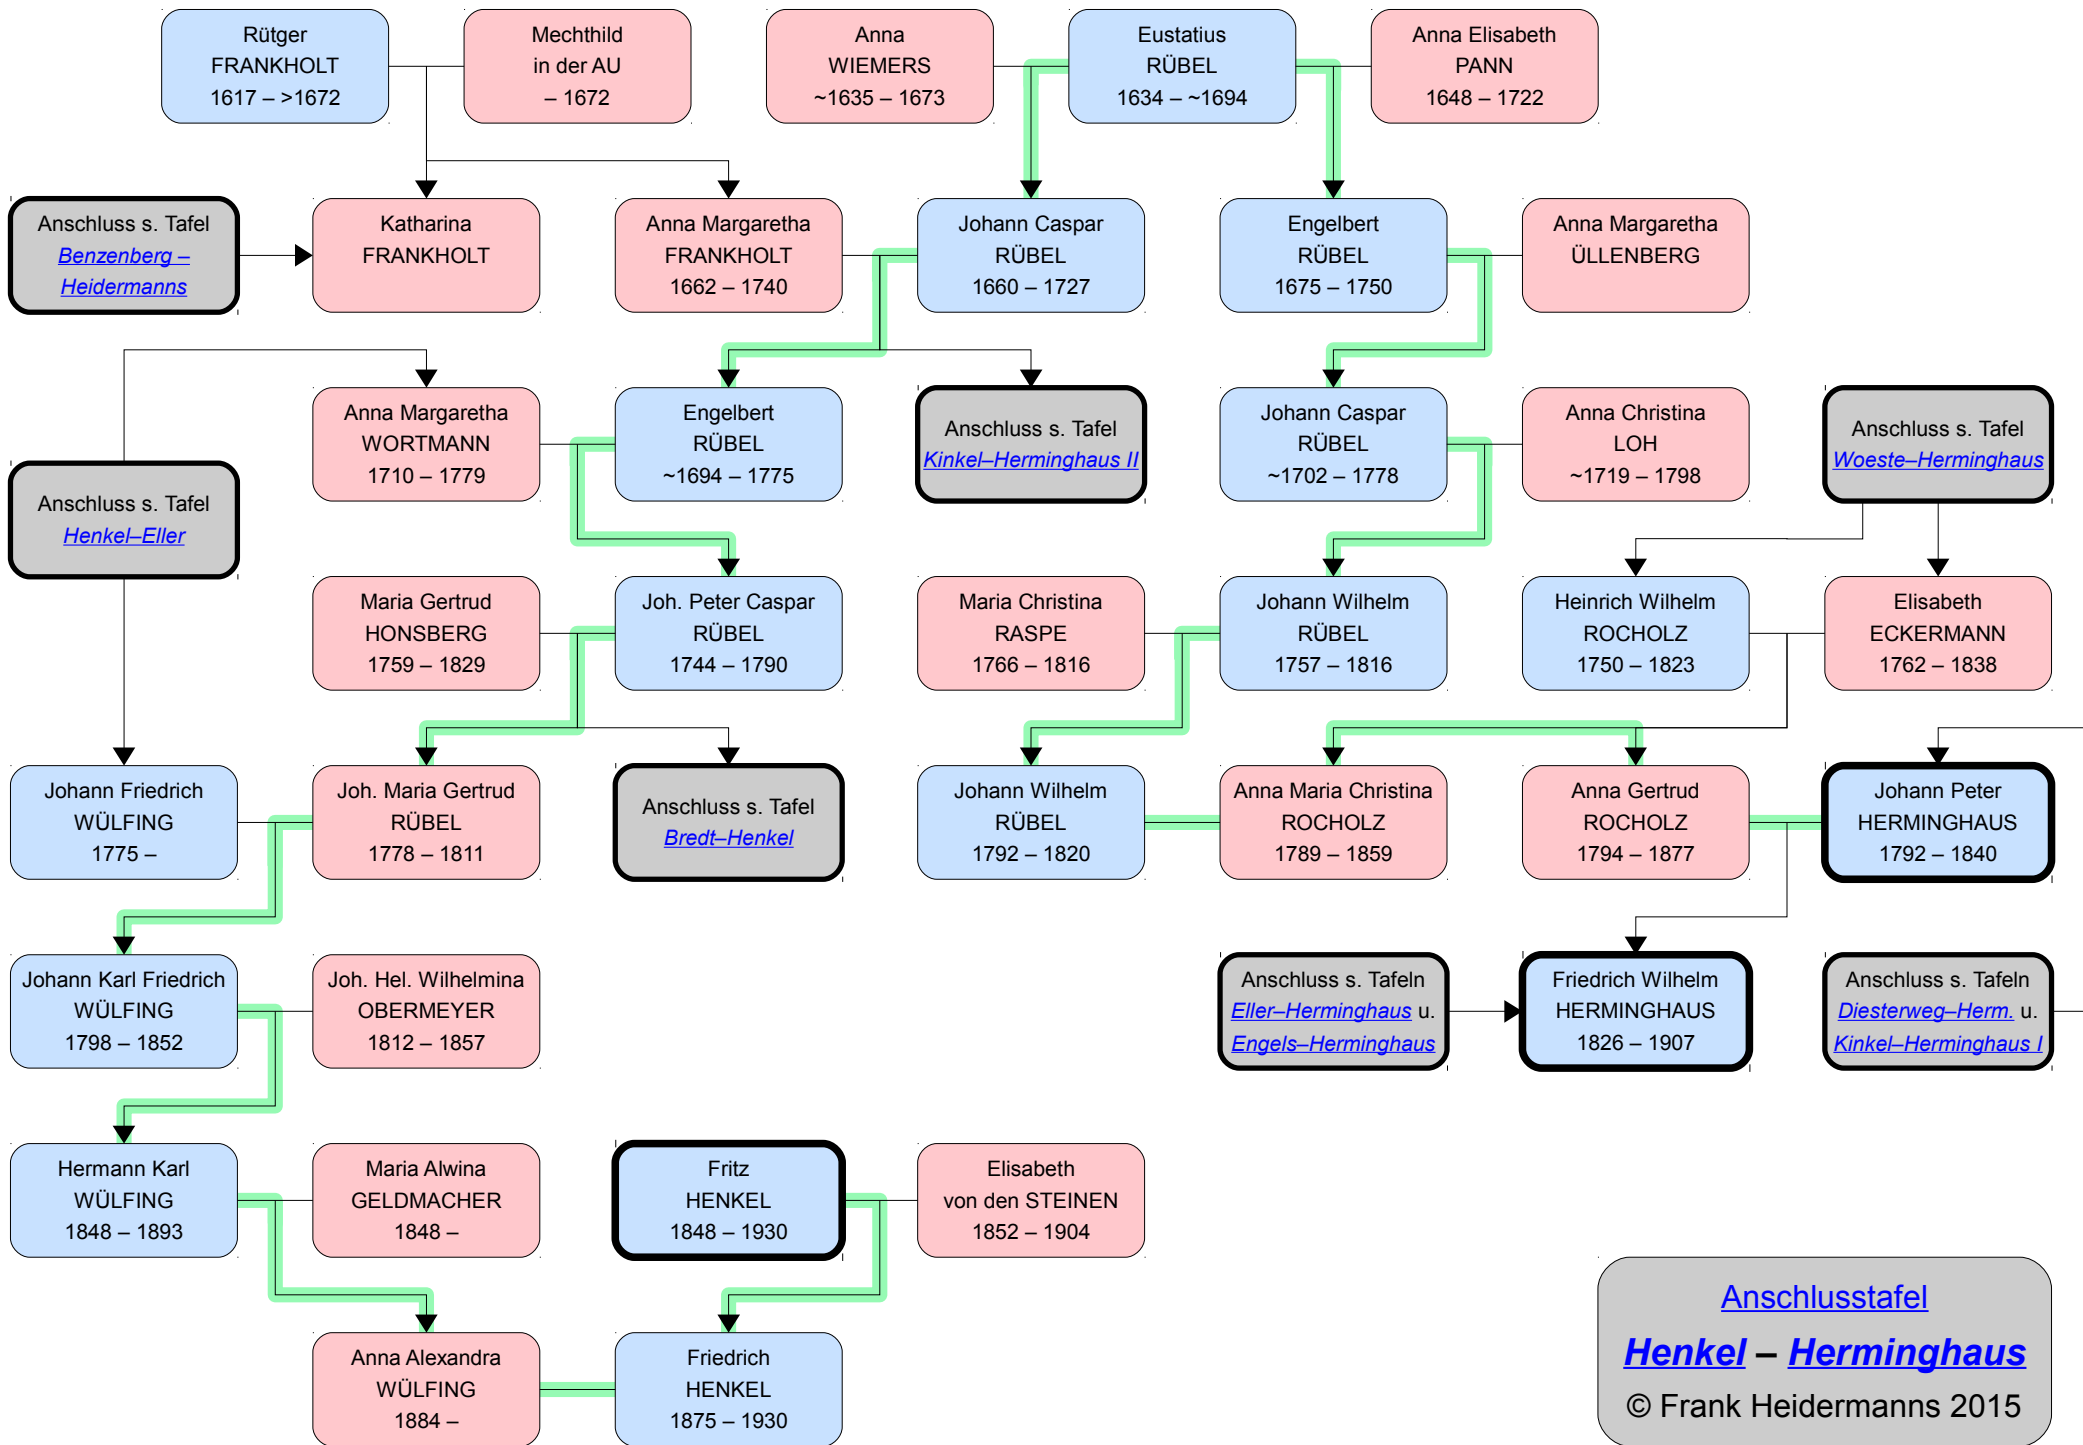 Rütger
FRANKHOLT
1617 – >1672
Mechthild
in der AU
– 1672
Anna
WIEMERS
~1635 – 1673
Eustatius
RÜBEL
1634 – ~1694
Anna Elisabeth
PANN
1648 – 1722
Anschluss s. Tafel
Benzenberg –
Heidermanns
Katharina
FRANKHOLT
Anna Margaretha
FRANKHOLT
1662 – 1740
Johann Caspar
RÜBEL
1660 – 1727
Engelbert
RÜBEL
1675 – 1750
Anna Margaretha
ÜLLENBERG
Anschluss s. Tafel
Henkel–Eller
Anna Margaretha
WORTMANN
1710 – 1779
Engelbert
RÜBEL
~1694 – 1775
Anschluss s. Tafel
Kinkel–Herminghaus II
Johann Caspar
RÜBEL
~1702 – 1778
Anna Christina
LOH
~1719 – 1798
Anschluss s. Tafel
Woeste–Herminghaus
Maria Gertrud
HONSBERG
1759 – 1829
Joh. Peter Caspar
RÜBEL
1744 – 1790
Maria Christina
RASPE
1766 – 1816
Johann Wilhelm
RÜBEL
1757 – 1816
Heinrich Wilhelm
ROCHOLZ
1750 – 1823
Elisabeth
ECKERMANN
1762 – 1838
Johann Friedrich
WÜLFING
1775 –
Joh. Maria Gertrud
RÜBEL
1778 – 1811
Anschluss s. Tafel
Bredt–Henkel
Johann Wilhelm
RÜBEL
1792 – 1820
Anna Maria Christina
ROCHOLZ
1789 – 1859
Anna Gertrud
ROCHOLZ
1794 – 1877
Johann Peter
HERMINGHAUS
1792 – 1840
Johann Karl Friedrich
WÜLFING
1798 – 1852
Joh. Hel. Wilhelmina
OBERMEYER
1812 – 1857
Anschluss s. Tafeln
Eller–Herminghaus u.
Engels–Herminghaus
Friedrich Wilhelm
HERMINGHAUS
1826 – 1907
Anschluss s. Tafeln
Diesterweg–Herm. u.
Kinkel–Herminghaus I
Hermann Karl
WÜLFING
1848 – 1893
Maria Alwina
GELDMACHER
1848 –
Fritz
HENKEL
1848 – 1930
Elisabeth
von den STEINEN
1852 – 1904
Anna Alexandra
WÜLFING
1884 –
Friedrich
HENKEL
1875 – 1930
Anschlusstafel
Henkel – Herminghaus
© Frank Heidermanns 2015